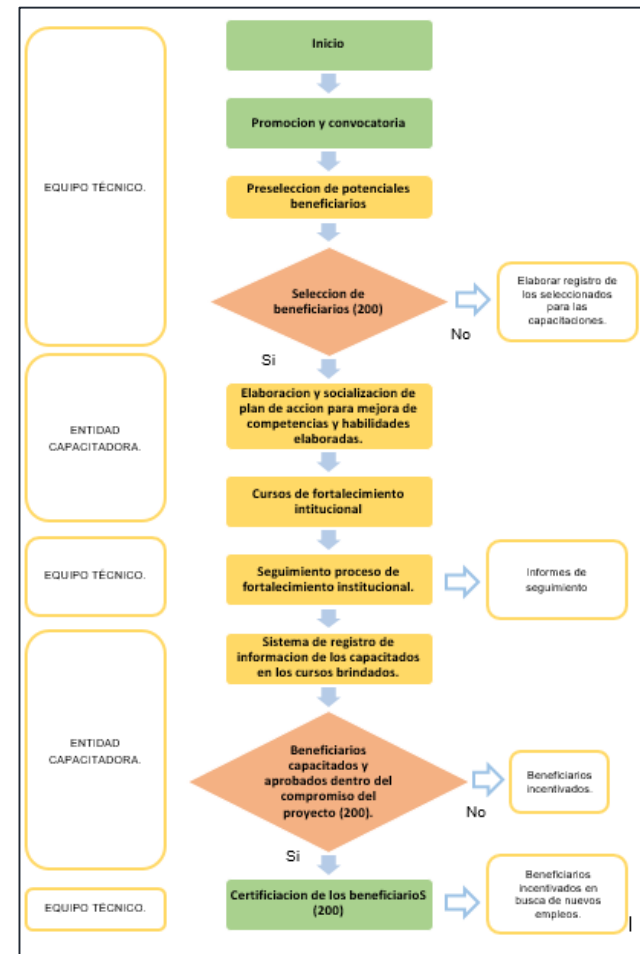 Inicio
Promocion y convocatoria
EQUIPO TÉCNICO.
Preseleccion de potenciales
beneficiarios
Seleccion de
beneficiarios (200)
Elaborar registro de
los seleccionados
para las
capacitaciones.
No
Si
Elaboracion y socializacion de
plan de accion para mejora de
competencias y habilidades
elaboradas.
ENTIDAD
CAPACITADORA.
Cursos de fortalecimiento
intitucional
EQUIPO TÉCNICO.
Seguimiento proceso de
fortalecimiento institucional.
Informes de
seguimiento
Sistema de registro de
informacion de los capacitados
en los cursos brindados.
ENTIDAD
CAPACITADORA.
Beneficiarios
capacitados y
aprobados dentro del
compromiso del
proyecto (200).
Beneficiarios
incentivados.
No
Si
EQUIPO TÉCNICO.
Certificiacion de los beneficiarioS
(200)
Beneficiarios
incentivados en
busca de nuevos
empleos.